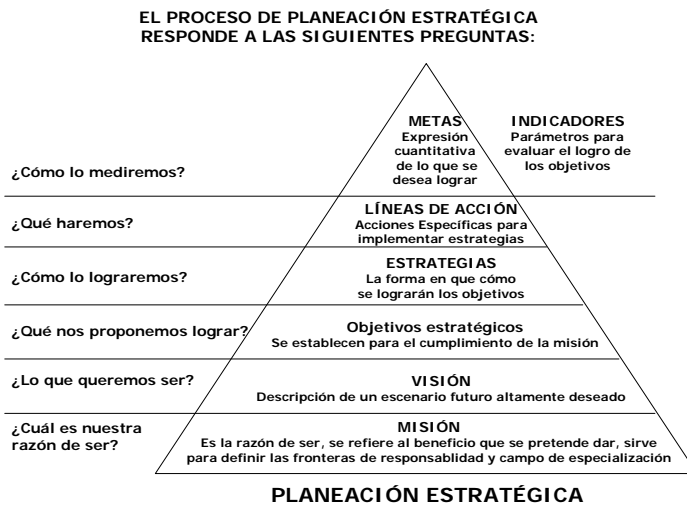 EL PROCESO DE PLANEACIÓN ESTRATÉGICA
RESPONDE A LAS SIGUIENTES PREGUNTAS:
METAS
Expresión
cuantitativa
de lo que se
desea lograr
INDICADORES
Parámetros para
evaluar el logro de
los objetivos
¿Cómo lo mediremos?
¿Qué haremos?
LÍNEAS DE ACCIÓN
Acciones Específicas para
implementar estrategias
¿Cómo lo lograremos?
ESTRATEGIAS
La forma en que cómo
se lograrán los objetivos
¿Qué nos proponemos lograr?
Objetivos estratégicos
Se establecen para el cumplimiento de la misión
¿Lo que queremos ser?
VISIÓN
Descripción de un escenario futuro altamente deseado
¿Cuál es nuestra
razón de ser?
MISIÓN
Es la razón de ser, se refiere al beneficio que se pretende dar, sirve
para definir las fronteras de responsablidad y campo de especialización
PLANEACIÓN ESTRATÉGICA